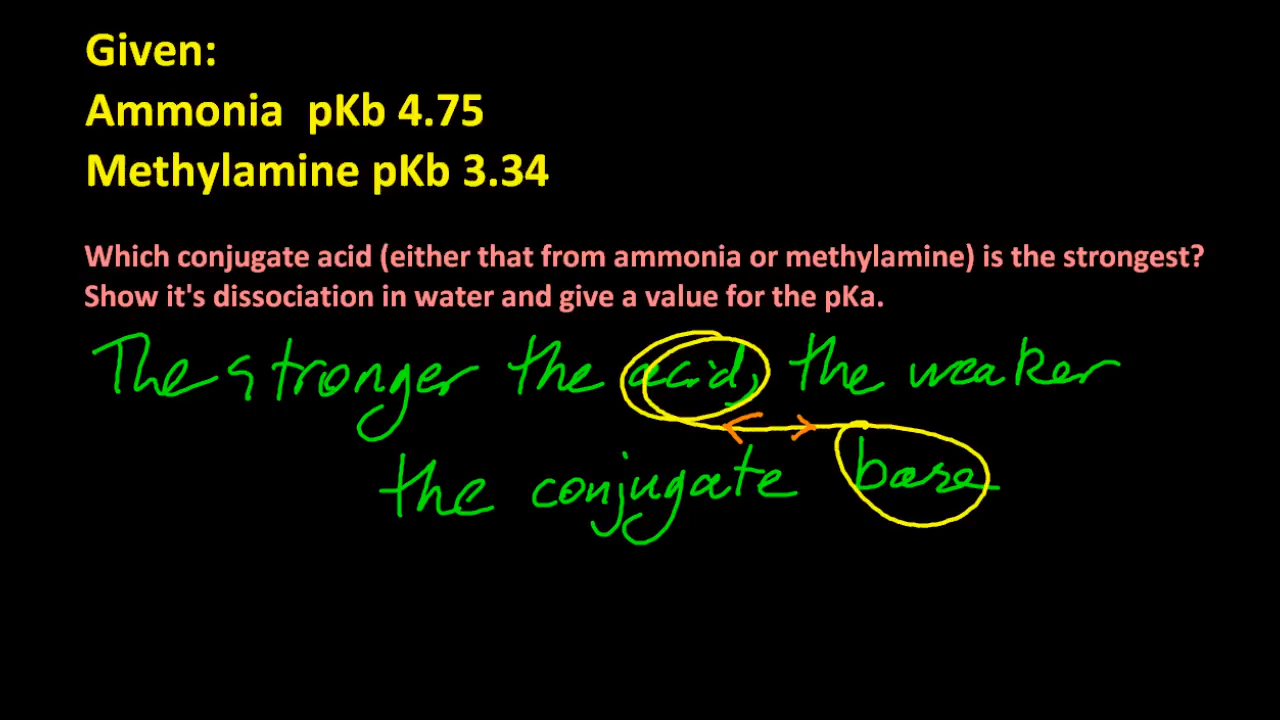 Given:
Ammonia pKb 4.75
Methylamine pKb 3.34
Which conjugate acid (either that from ammonia or methylamine) is the strongest?
Show it's dissociation in water and give a value for the pKa.
The stronger the acid, the weaker
the conjugate base